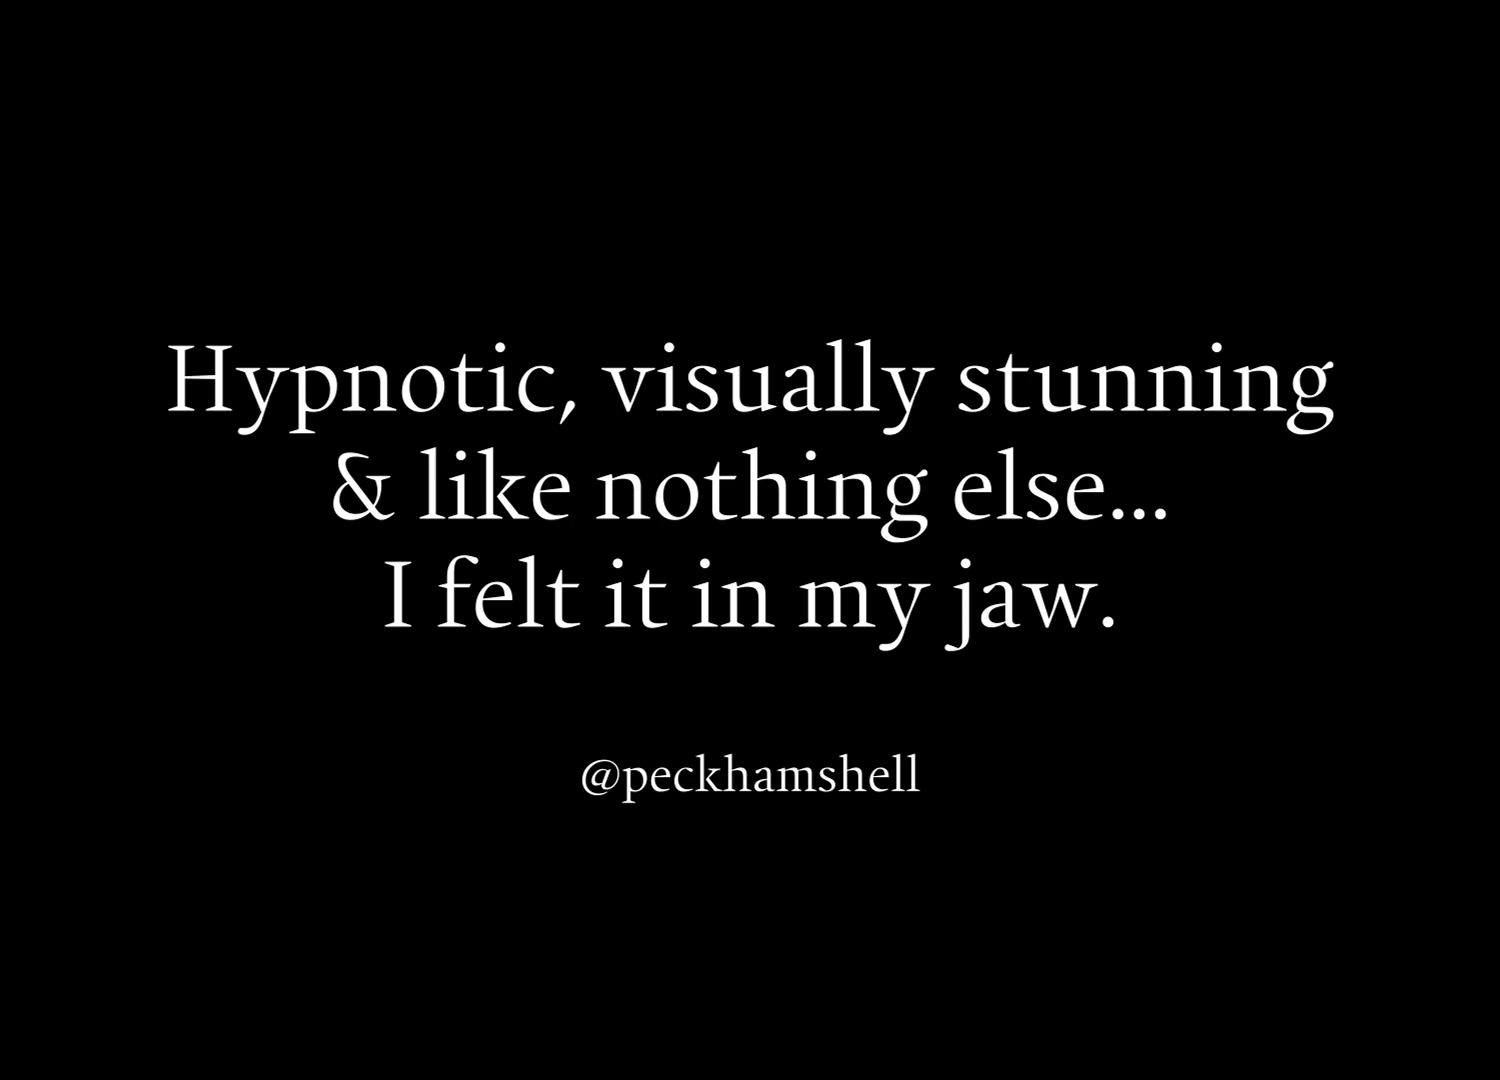 Hypnotic, visually stunning
& like nothing else...
I felt it in my jaw.
@peckhamshell